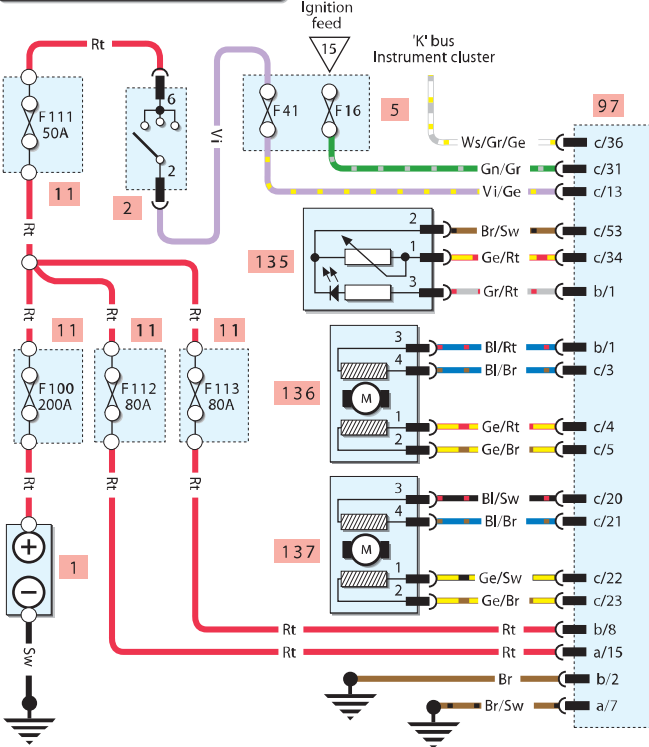 Ignition
feed
15
'K' bus
Instrument cluster
Rt
F111
50A
11
6
2
2
Vi
F41
F16
5
97
Ws/Gr/Ge
c/36
Gn/Gr
c/31
Vi/Ge
c/13
Rt
135
2
Br/Sw
c/53
1
Ge/Rt
c/34
3
Gr/Rt
b/1
Rt
Rt
Rt
11
11
11
F100
200A
F112
80A
F113
80A
136
3
Bl/Rt
b/1
4
Bl/Br
c/3
M
1
Ge/Rt
c/4
2
Ge/Br
c/5
Rt
Rt
Rt
137
3
Bl/Sw
c/20
4
Bl/Br
c/21
M
1
Ge/Sw
c/22
2
Ge/Br
c/23
+
−
1
Sw
Rt
Rt
b/8
Rt
Rt
a/15
Br
b/2
Br/Sw
a/7